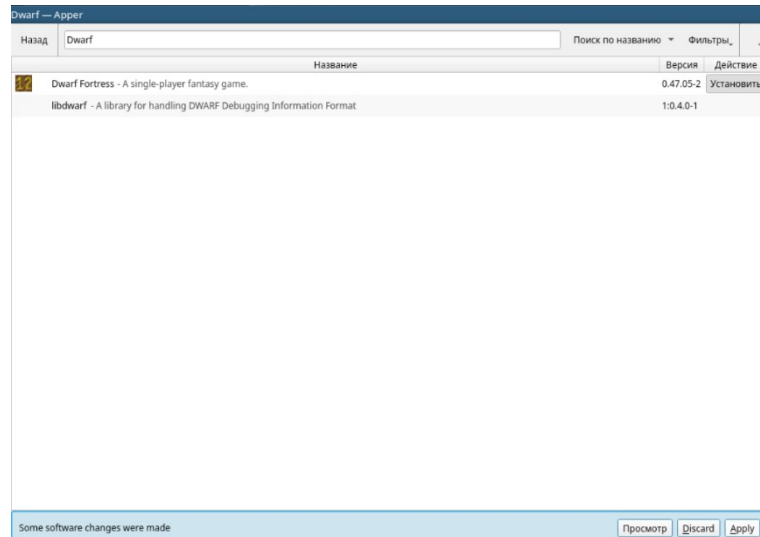 Dwarf — Apper
Назад Dwarf Поиск по названию Фильтры
Название Версия Действие
Dwarf Fortress - A single-player fantasy game. 0.47.05-2 Установить
libdwarf - A library for handling DWARF Debugging Information Format 1:0.4.0-1
Some software changes were made Просмотр Discard Apply